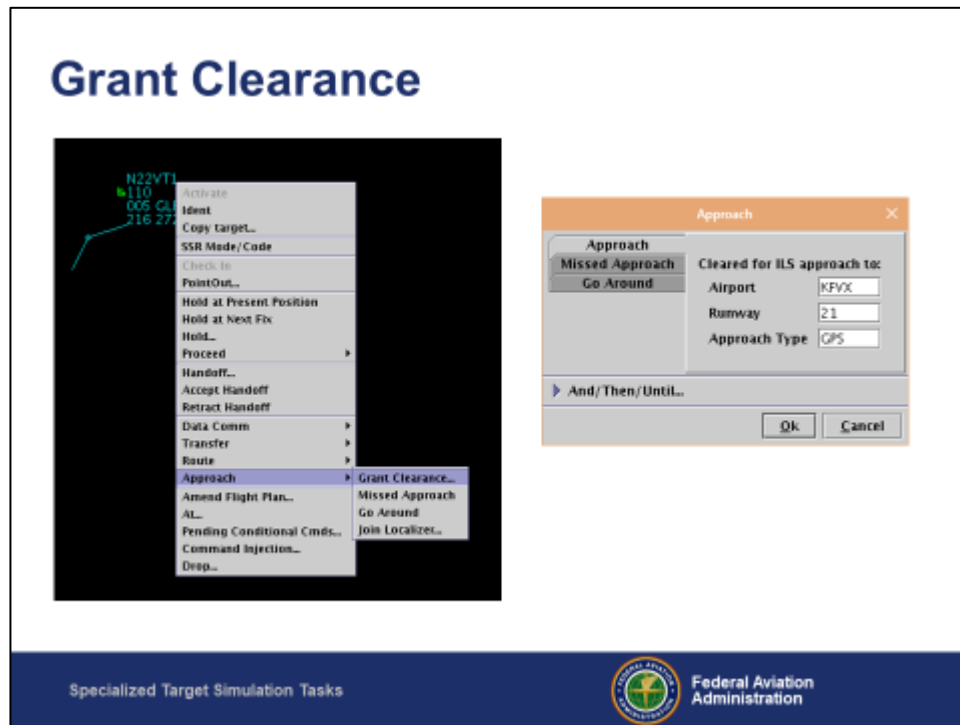 Grant Clearance
N22VT1
110
005 GL
216 27
Activate
Ident
Copy target...
SSR Mode/Code
Check In
PointOut...
Hold at Present Position
Hold at Next Fix
Hold...
Proceed
Handoff...
Accept Handoff
Retract Handoff
Data Comm
Transfer
Route
Approach
Amend Flight Plan...
At...
Pending Conditional Cmds...
Command Injection...
Drop...
Grant Clearance...
Missed Approach
Go Around
Join Localizer...
Approach
Approach
Missed Approach
Go Around
Cleared for ILS approach to:
Airport KFVX
Runway 21
Approach Type GPS
And/Then/Until...
Ok Cancel
Specialized Target Simulation Tasks
Federal Aviation
Administration